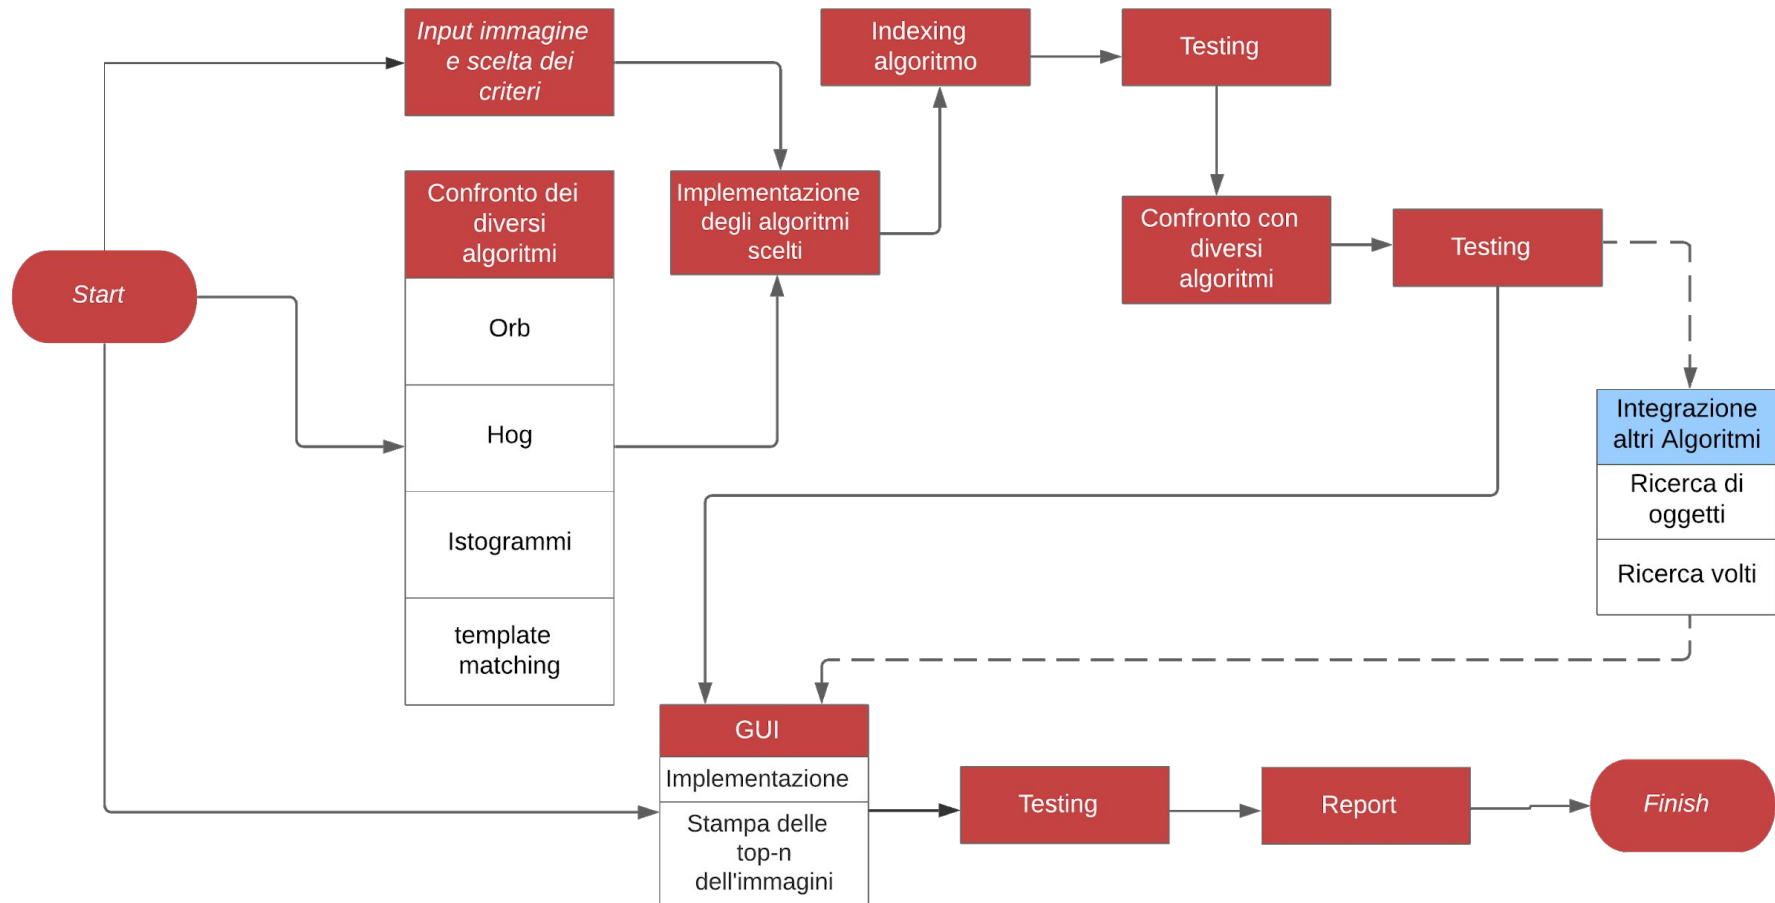 Start
Input immagine
e scelta dei
criteri
Confronto dei
diversi
algoritmi
Orb
Hog
Istogrammi
template
matching
Implementazione
degli algoritmi
scelti
Indexing
algoritmo
Testing
Confronto con
diversi
algoritmi
Testing
Integrazione
altri Algoritmi
Ricerca di
oggetti
Ricerca volti
GUI
Implementazione
Stampa delle
top-n
dell'immagini
Testing
Report
Finish